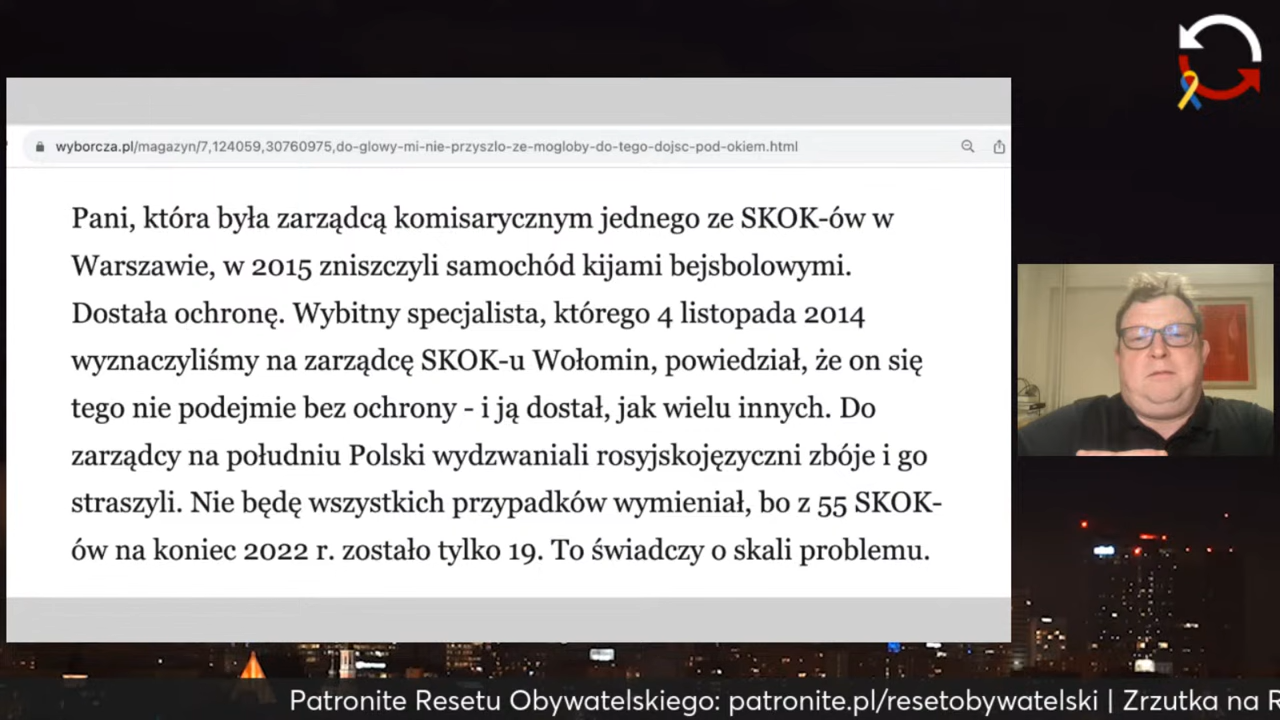 wyborcza.pl/magazyn/7,124059,30760975,do-glowy-mi-nie-przyszlo-ze-mogloby-do-tego-dojsc-pod-okiem.html
Pani, która była zarządcą komisarycznym jednego ze SKOK-ów w
Warszawie, w 2015 zniszczyli samochód kijami bejsbolowymi.
Dostała ochronę. Wybitny specjalista, którego 4 listopada 2014
wyznaczyliśmy na zarządcę SKOK-u Wołomin, powiedział, że on się
tego nie podejmie bez ochrony - i ją dostał, jak wielu innych. Do
zarządcy na południu Polski wydzwaniali rosyjskojęzyczni zbóje i go
straszyli. Nie będę wszystkich przypadków wymieniał, bo z 55 SKOK-
ów na koniec 2022 r. zostało tylko 19. To świadczy o skali problemu.
Patronite Resetu Obywatelskiego: patronite.pl/resetobywatelski | Zrzutka na R